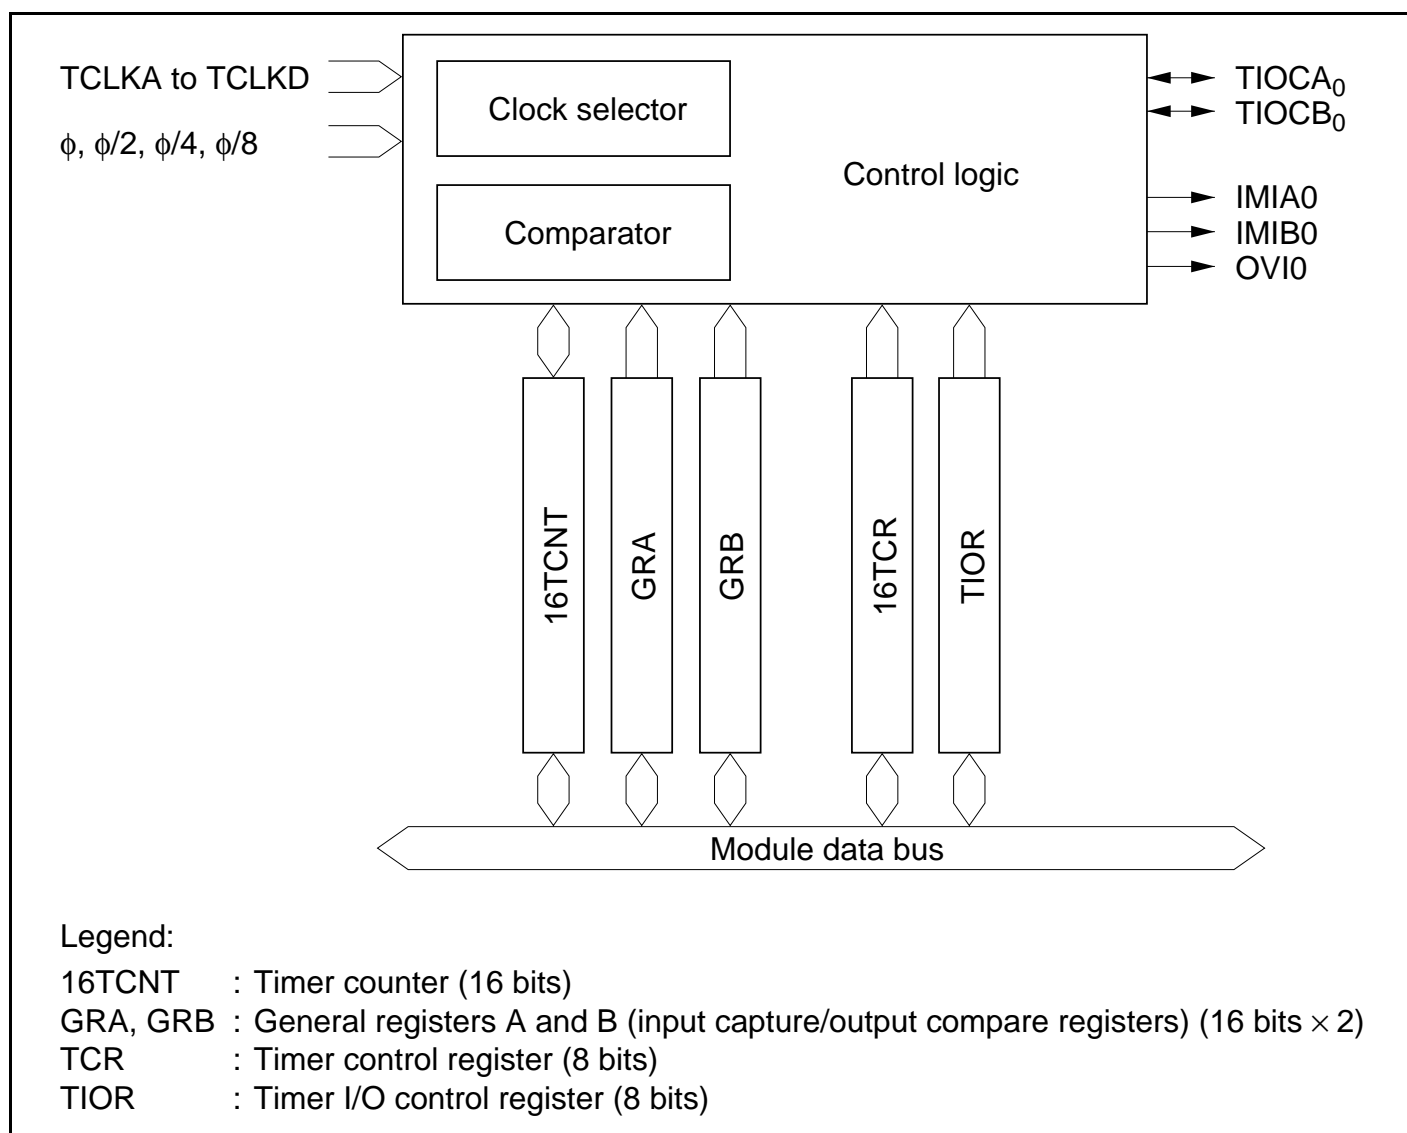 TCLKA to TCLKD
ϕ, ϕ/2, ϕ/4, ϕ/8
Clock selector
Comparator
Control logic
TIOCA0
TIOCB0
IMIA0
IMIB0
OVI0
16TCNT
GRA
GRB
16TCR
TIOR
Module data bus
Legend:
16TCNT : Timer counter (16 bits)
GRA, GRB : General registers A and B (input capture/output compare registers) (16 bits × 2)
TCR : Timer control register (8 bits)
TIOR : Timer I/O control register (8 bits)